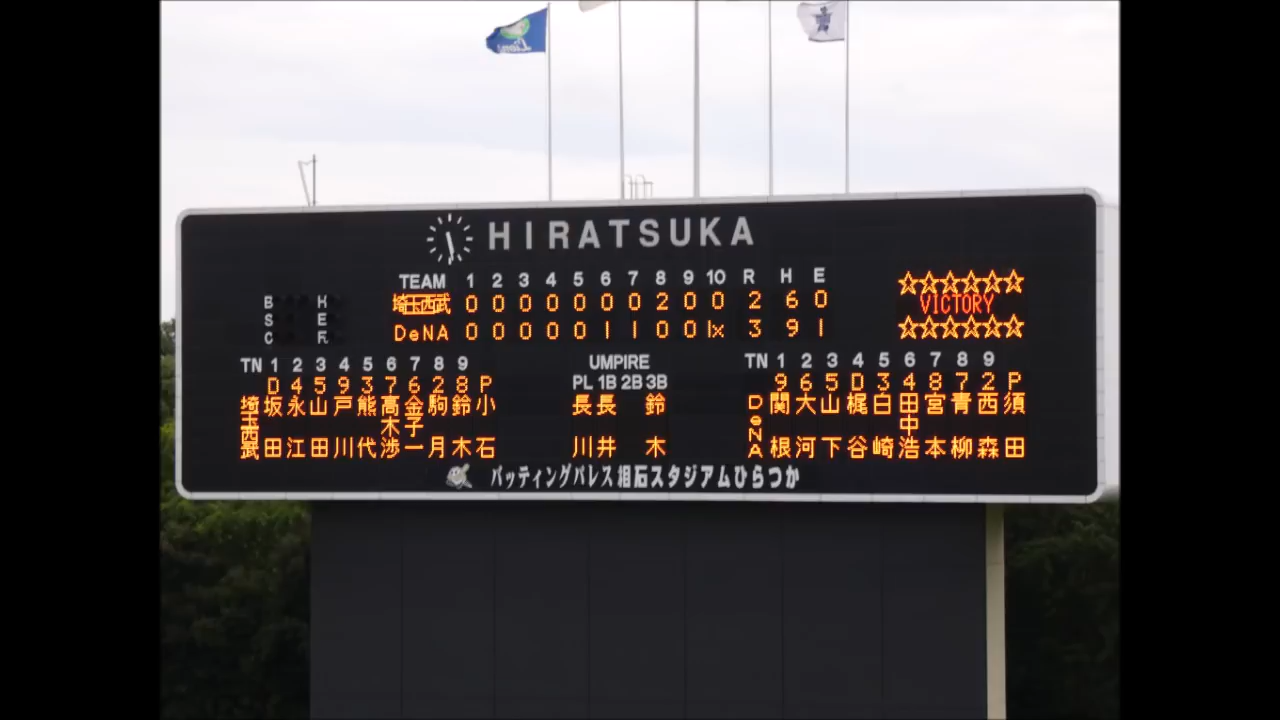 Lions
HIRATSUKA
TEAM 1 2 3 4 5 6 7 8 9 10 R H E
埼玉西武 0 0 0 0 0 0 0 2 0 0 2 6 0
DeNA 0 0 0 0 0 1 1 0 0 1x 3 9 1
B H
S E
C F.
☆☆☆☆☆☆
VICTORY
☆☆☆☆☆☆
TN 1 2 3 4 5 6 7 8 9
D 4 5 9 3 7 6 2 8 P
埼玉西武 坂田 永江 山田 戸川 熊代 高木渉 金子一 駒月 鈴木 小石
UMPIRE
PL 1B 2B 3B
長川 長井 鈴木
TN 1 2 3 4 5 6 7 8 9
9 6 5 D 3 4 8 7 2 P
DeNA 関根 大河 山下 梶谷 白崎 田中浩 宮本 青柳 西森 須田
バッティングパレス相石スタジアムひらつか